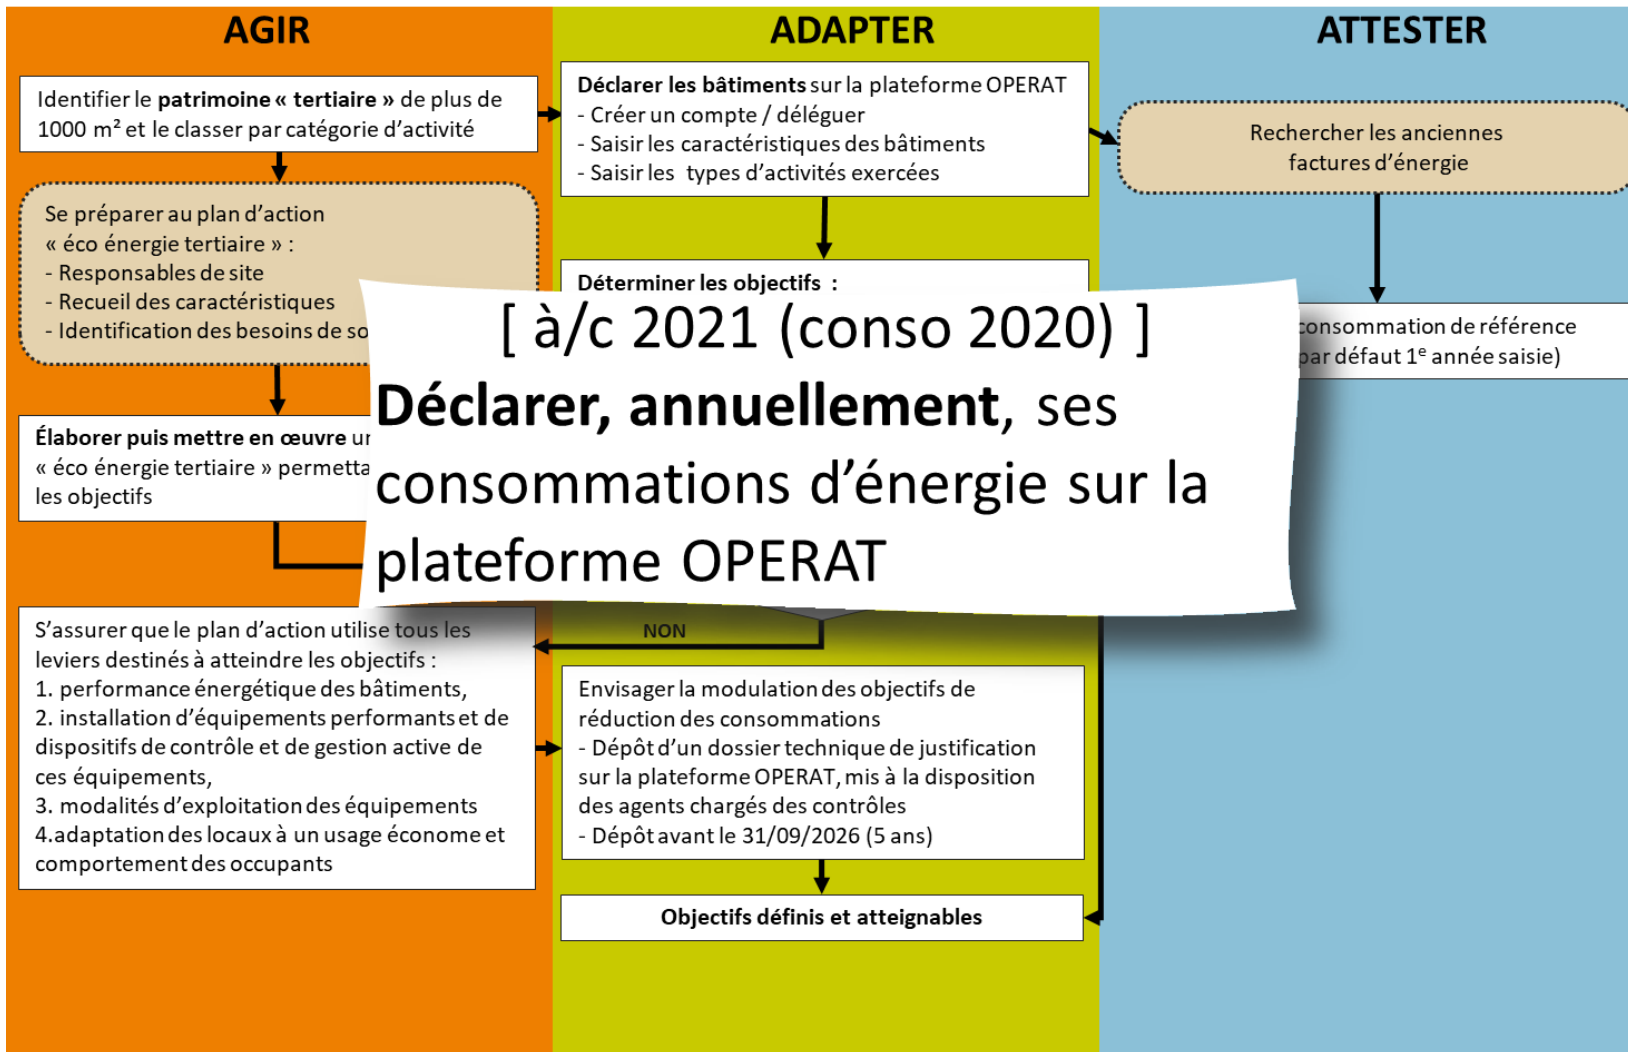 AGIR
Identifier le patrimoine « tertiaire » de plus de
1000 m² et le classer par catégorie d’activité
Se préparer au plan d’action
« éco énergie tertiaire » :
- Responsables de site
- Recueil des caractéristiques
- Identification des besoins de
Élaborer puis mettre en œuvre
« éco énergie tertiaire »
les objectifs
S’assurer que le plan d’action utilise tous les
leviers destinés à atteindre les objectifs :
1. performance énergétique des bâtiments,
2. installation d’équipements performants et de
dispositifs de contrôle et de gestion active de
ces équipements,
3. modalités d’exploitation des équipements
4.adaptation des locaux à un usage économe et
comportement des occupants
ADAPTER
Déclarer les bâtiments sur la plateforme OPERAT
- Créer un compte / déléguer
- Saisir les caractéristiques des bâtiments
- Saisir les types d’activités exercées
Déterminer les objectifs :
[ à/c 2021 (conso 2020) ]
Déclarer, annuellement, ses
consommations d’énergie sur la
plateforme OPERAT
NON
Envisager la modulation des objectifs de
réduction des consommations
- Dépôt d’un dossier technique de justification
sur la plateforme OPERAT, mis à la disposition
des agents chargés des contrôles
- Dépôt avant le 31/09/2026 (5 ans)
Objectifs définis et atteignables
ATTESTER
Rechercher les anciennes
factures d’énergie
consommation de référence
par défaut 1e année saisie)